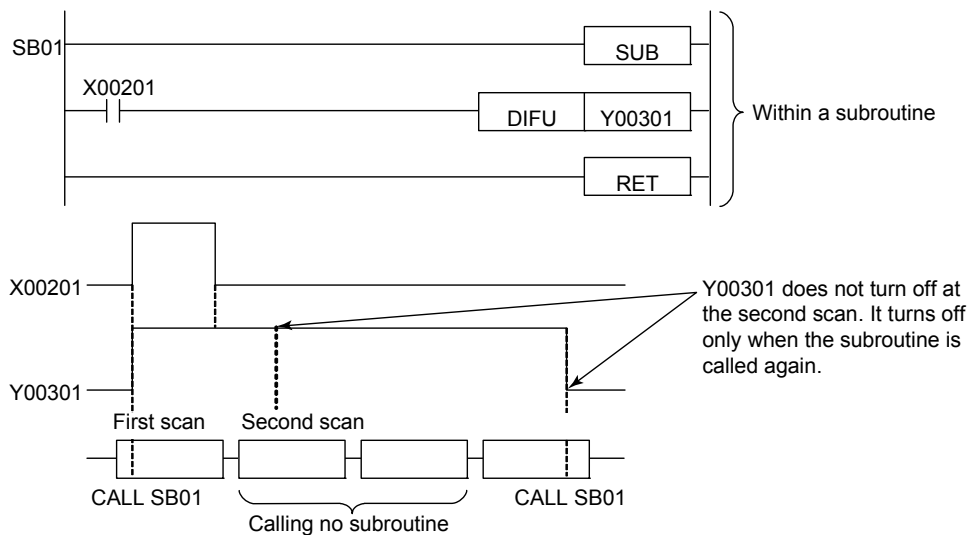 SB01
SUB
X00201
DIFU Y00301
Within a subroutine
RET
X00201
Y00301 does not turn off at
the second scan. It turns off
only when the subroutine is
called again.
Y00301
First scan Second scan
CALL SB01 CALL SB01
Calling no subroutine